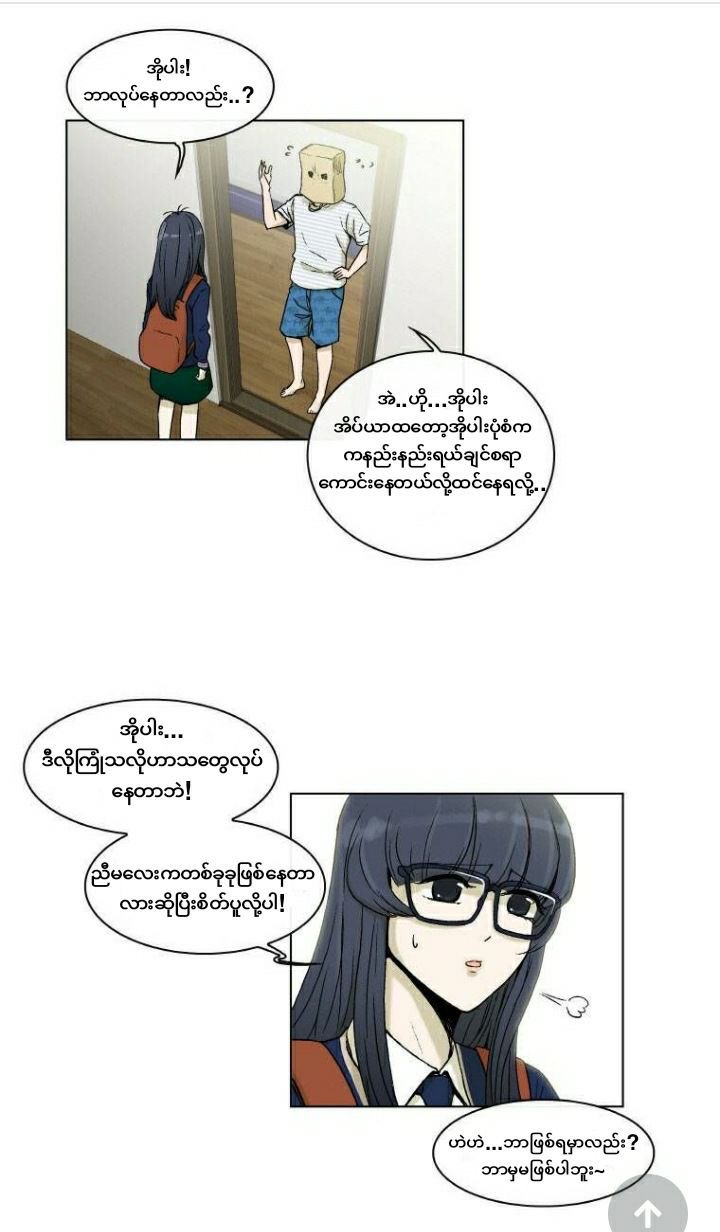 အိုပါး!
ဘာလုပ်နေတာလည်း..?
အဲ..ဟို...အိုပါး
အိပ်ယာထတော့အိုပါးပုံစံက
ကနည်းနည်းရယ်ချင်စရာ
ကောင်းနေတယ်လို့ထင်နေရလို့..
အိုပါး...
ဒီလိုကြုံသလိုဟာသတွေလုပ်
နေတာဘဲ!
ညီမလေးကတစ်ခုခုဖြစ်နေတာ
လားဆိုပြီးစိတ်ပူလို့ပါ!
ဟဲဟဲ...ဘာဖြစ်ရမှာလည်း?
ဘာမှမဖြစ်ပါဘူး~